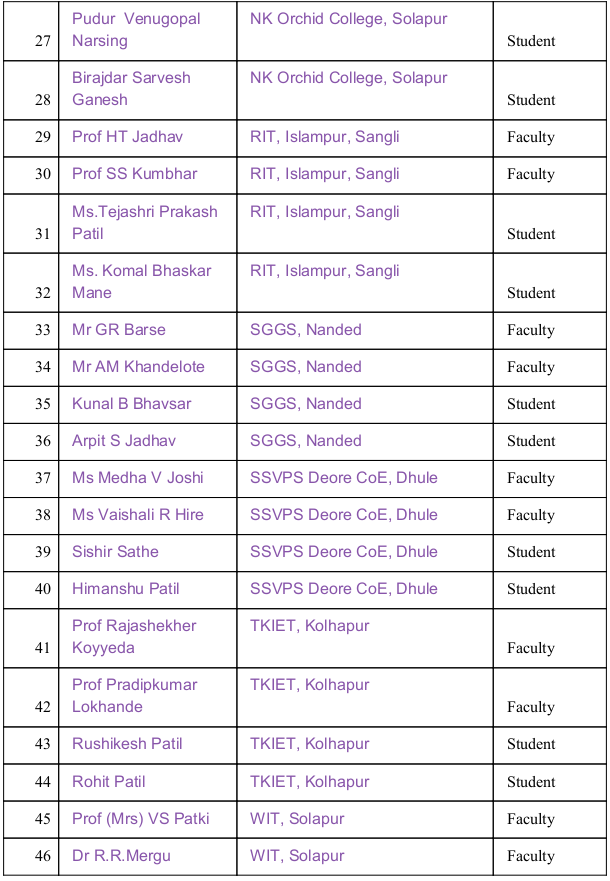 Pudur Venugopal NK Orchid College, Solapur
27 Narsing Student
Birajdar Sarvesh NK Orchid College, Solapur
28 Ganesh Student
29 Prof HT Jadhav RIT, Islampur, Sangli Faculty
30 Prof SS Kumbhar RIT, Islampur, Sangli Faculty
Ms.Tejashri Prakash RIT, Islampur, Sangli
31 Patil Student
Ms. Komal Bhaskar RIT, Islampur, Sangli
32 Mane Student
33 Mr GR Barse SGGS, Nanded Faculty
34 Mr AM Khandelote SGGS, Nanded Faculty
35 Kunal B Bhavsar SGGS, Nanded Student
36 Arpit S Jadhav SGGS, Nanded Student
37 Ms Medha V Joshi SSVPS Deore CoE, Dhule Faculty
38 Ms Vaishali R Hire SSVPS Deore CoE, Dhule Faculty
39 Sishir Sathe SSVPS Deore CoE, Dhule Student
40 Himanshu Patil SSVPS Deore CoE, Dhule Student
Prof Rajashekher TKIET, Kolhapur
41 Koyyeda Faculty
Prof Pradipkumar TKIET, Kolhapur
42 Lokhande Faculty
43 Rushikesh Patil TKIET, Kolhapur Student
44 Rohit Patil TKIET, Kolhapur Student
45 Prof (Mrs) VS Patki WIT, Solapur Faculty
46 Dr R.R.Mergu WIT, Solapur Faculty